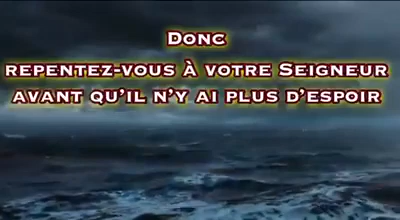 Donc
repentez-vous à votre Seigneur
avant qu'il n'y ai plus d'espoir